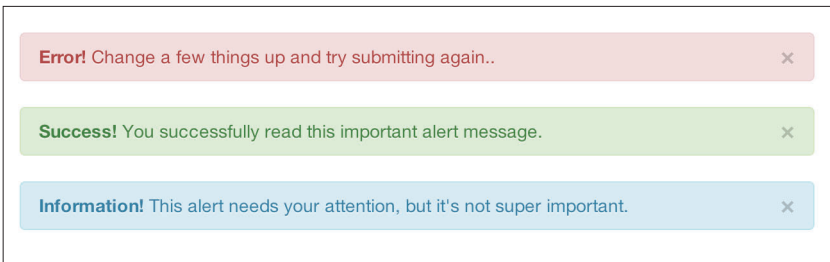 Error! Change a few things up and try submitting again.. ×
Success! You successfully read this important alert message. ×
Information! This alert needs your attention, but it's not super important. ×